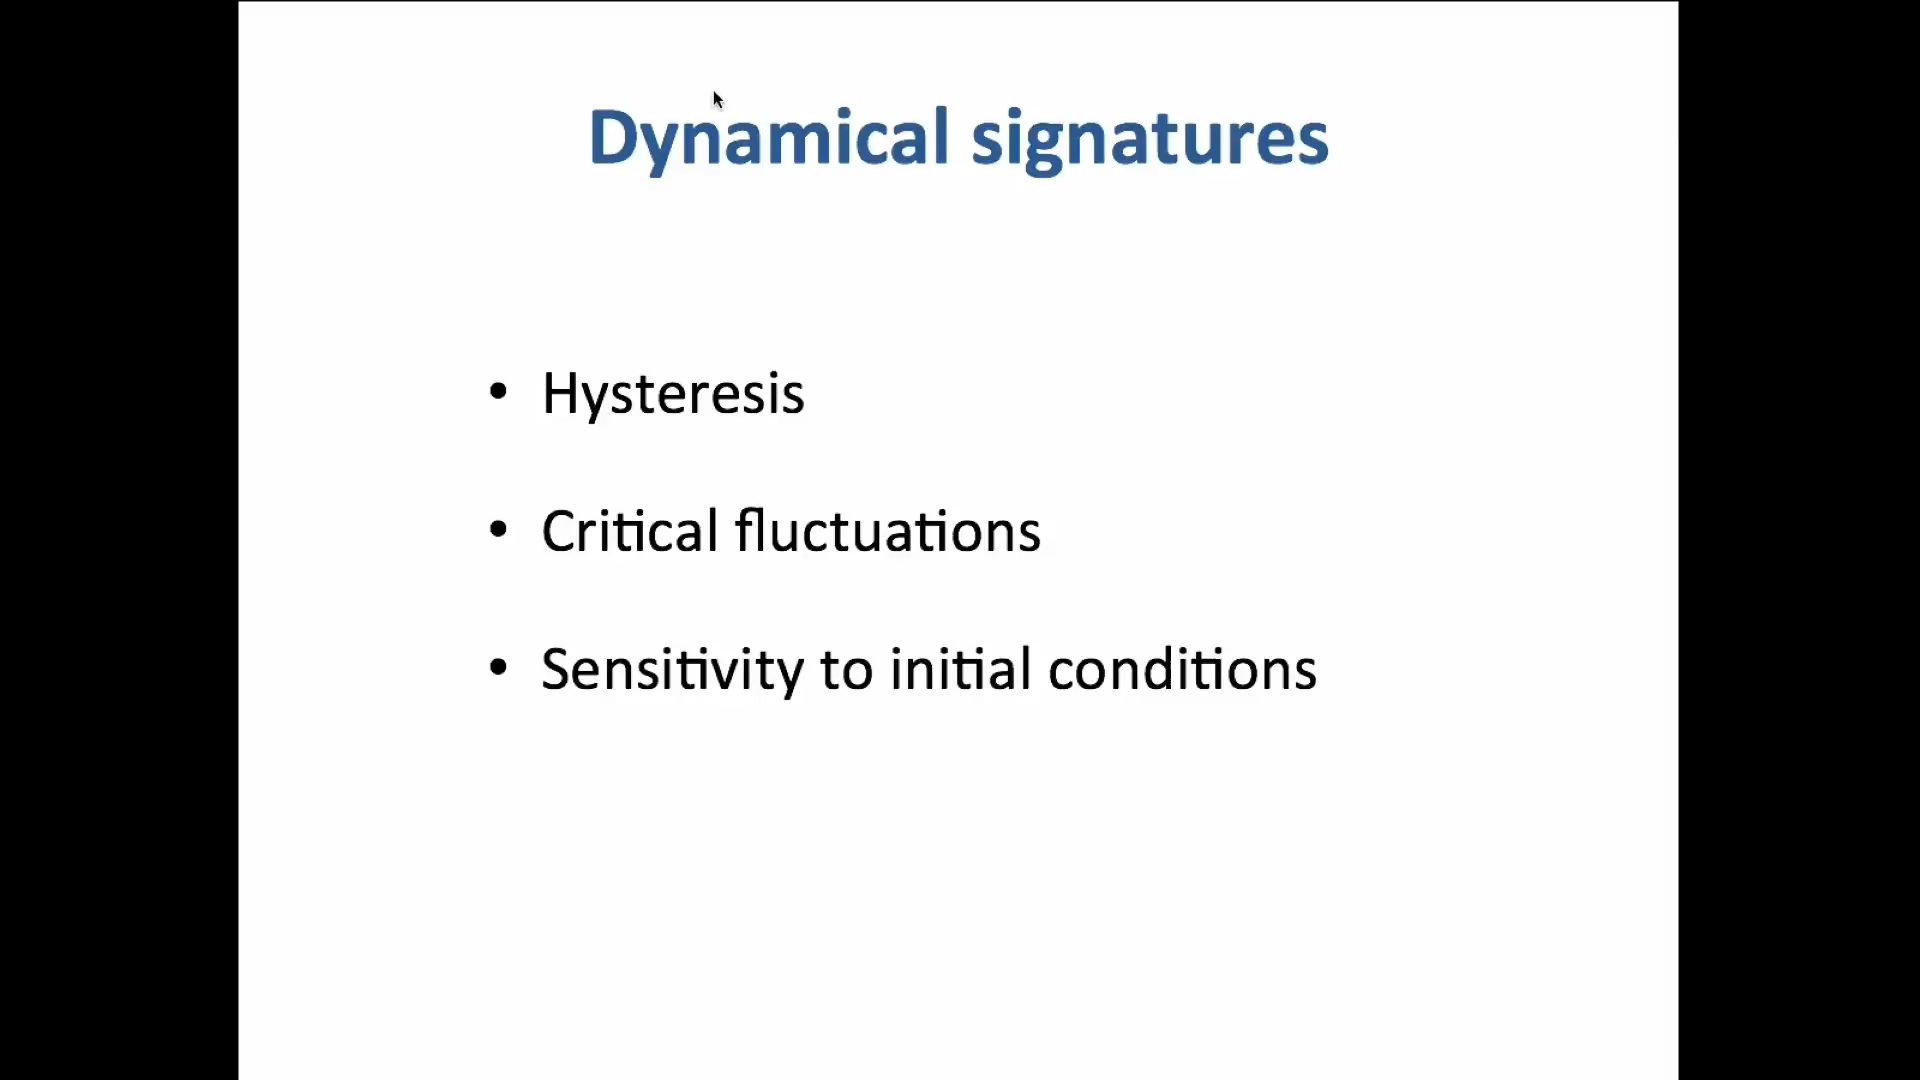 Dynamical signatures
• Hysteresis
• Critical fluctuations
• Sensitivity to initial conditions